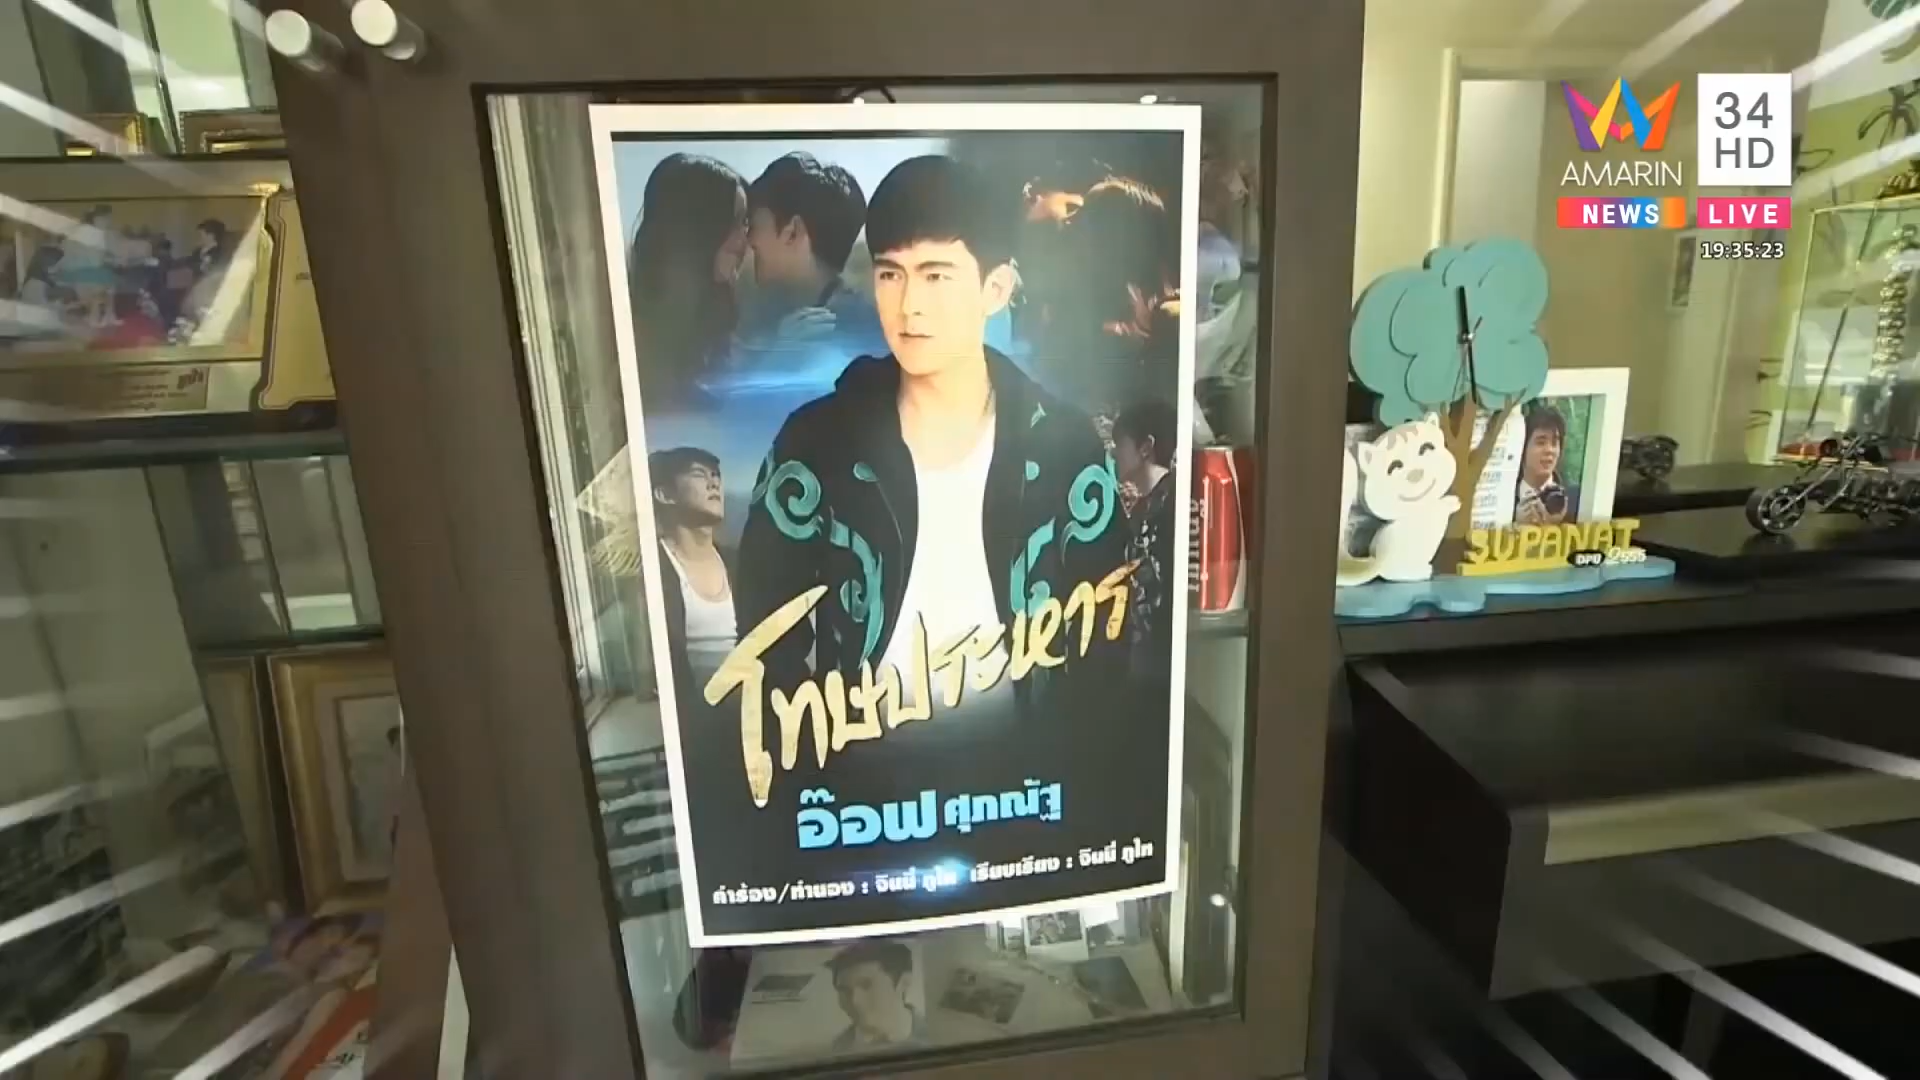 AMARIN
34
HD
NEWS
LIVE
19:35:23
โทษประหาร
อ๊อฟ ศุภณัฐ
คำร้อง/ทำนอง : จินนี่ ภูไท เรียบเรียง : จินนี่ ภูไท
SUPANAT
DPU 2555